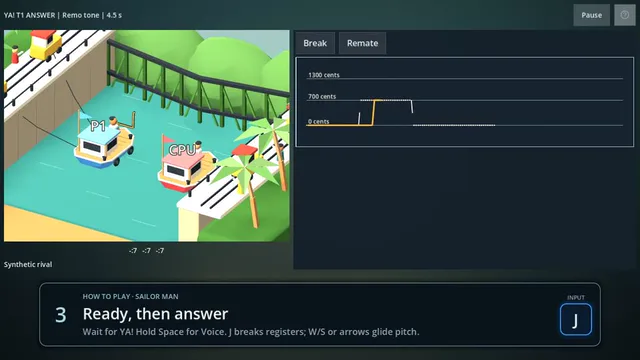 YA! T1 ANSWER | Remo tone | 4.5 s
Pause
Break
Remate
1300 cents
700 cents
0 cents
P1
CPU
-:7 -:7 -:7
Synthetic rival
3
HOW TO PLAY · SAILOR MAN
Ready, then answer
Wait for YA! Hold Space for Voice. J breaks registers; W/S or arrows glide pitch.
INPUT
J